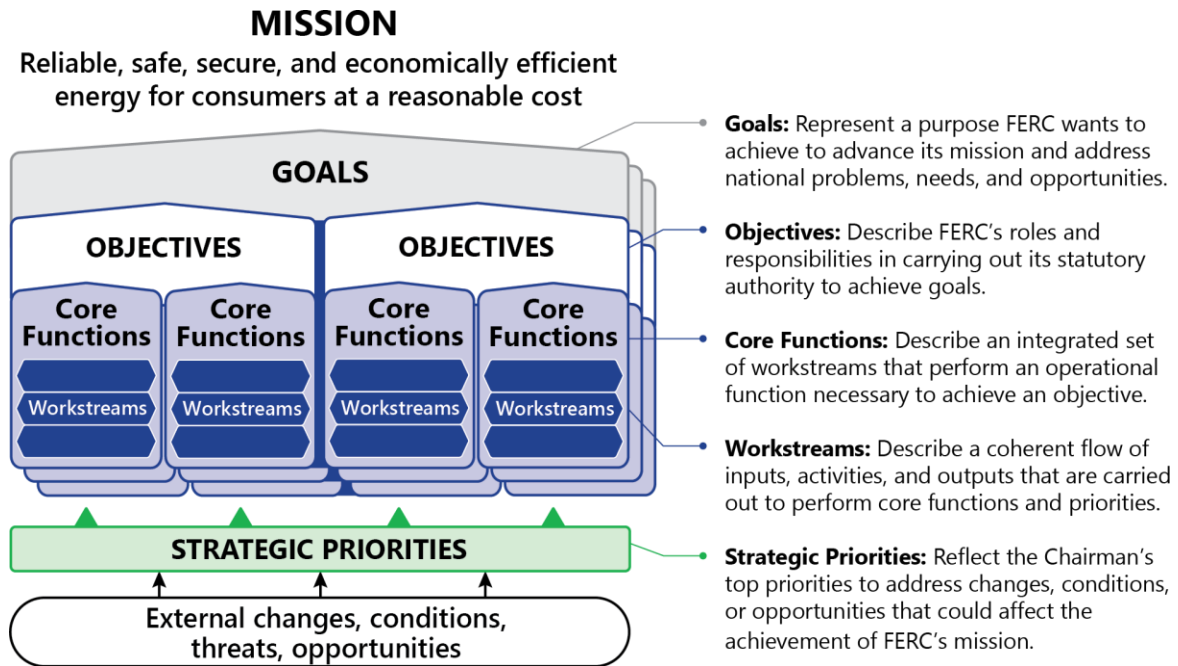 MISSION
Reliable, safe, secure, and economically efficient
energy for consumers at a reasonable cost
GOALS
OBJECTIVES
OBJECTIVES
Core
Functions
Core
Functions
Core
Functions
Core
Functions
Workstreams
Workstreams
Workstreams
Workstreams
STRATEGIC PRIORITIES
External changes, conditions,
threats, opportunities
Goals: Represent a purpose FERC wants to
achieve to advance its mission and address
national problems, needs, and opportunities.
Objectives: Describe FERC’s roles and
responsibilities in carrying out its statutory
authority to achieve goals.
Core Functions: Describe an integrated set
of workstreams that perform an operational
function necessary to achieve an objective.
Workstreams: Describe a coherent flow of
inputs, activities, and outputs that are carried
out to perform core functions and priorities.
Strategic Priorities: Reflect the Chairman’s
top priorities to address changes, conditions,
or opportunities that could affect the
achievement of FERC’s mission.